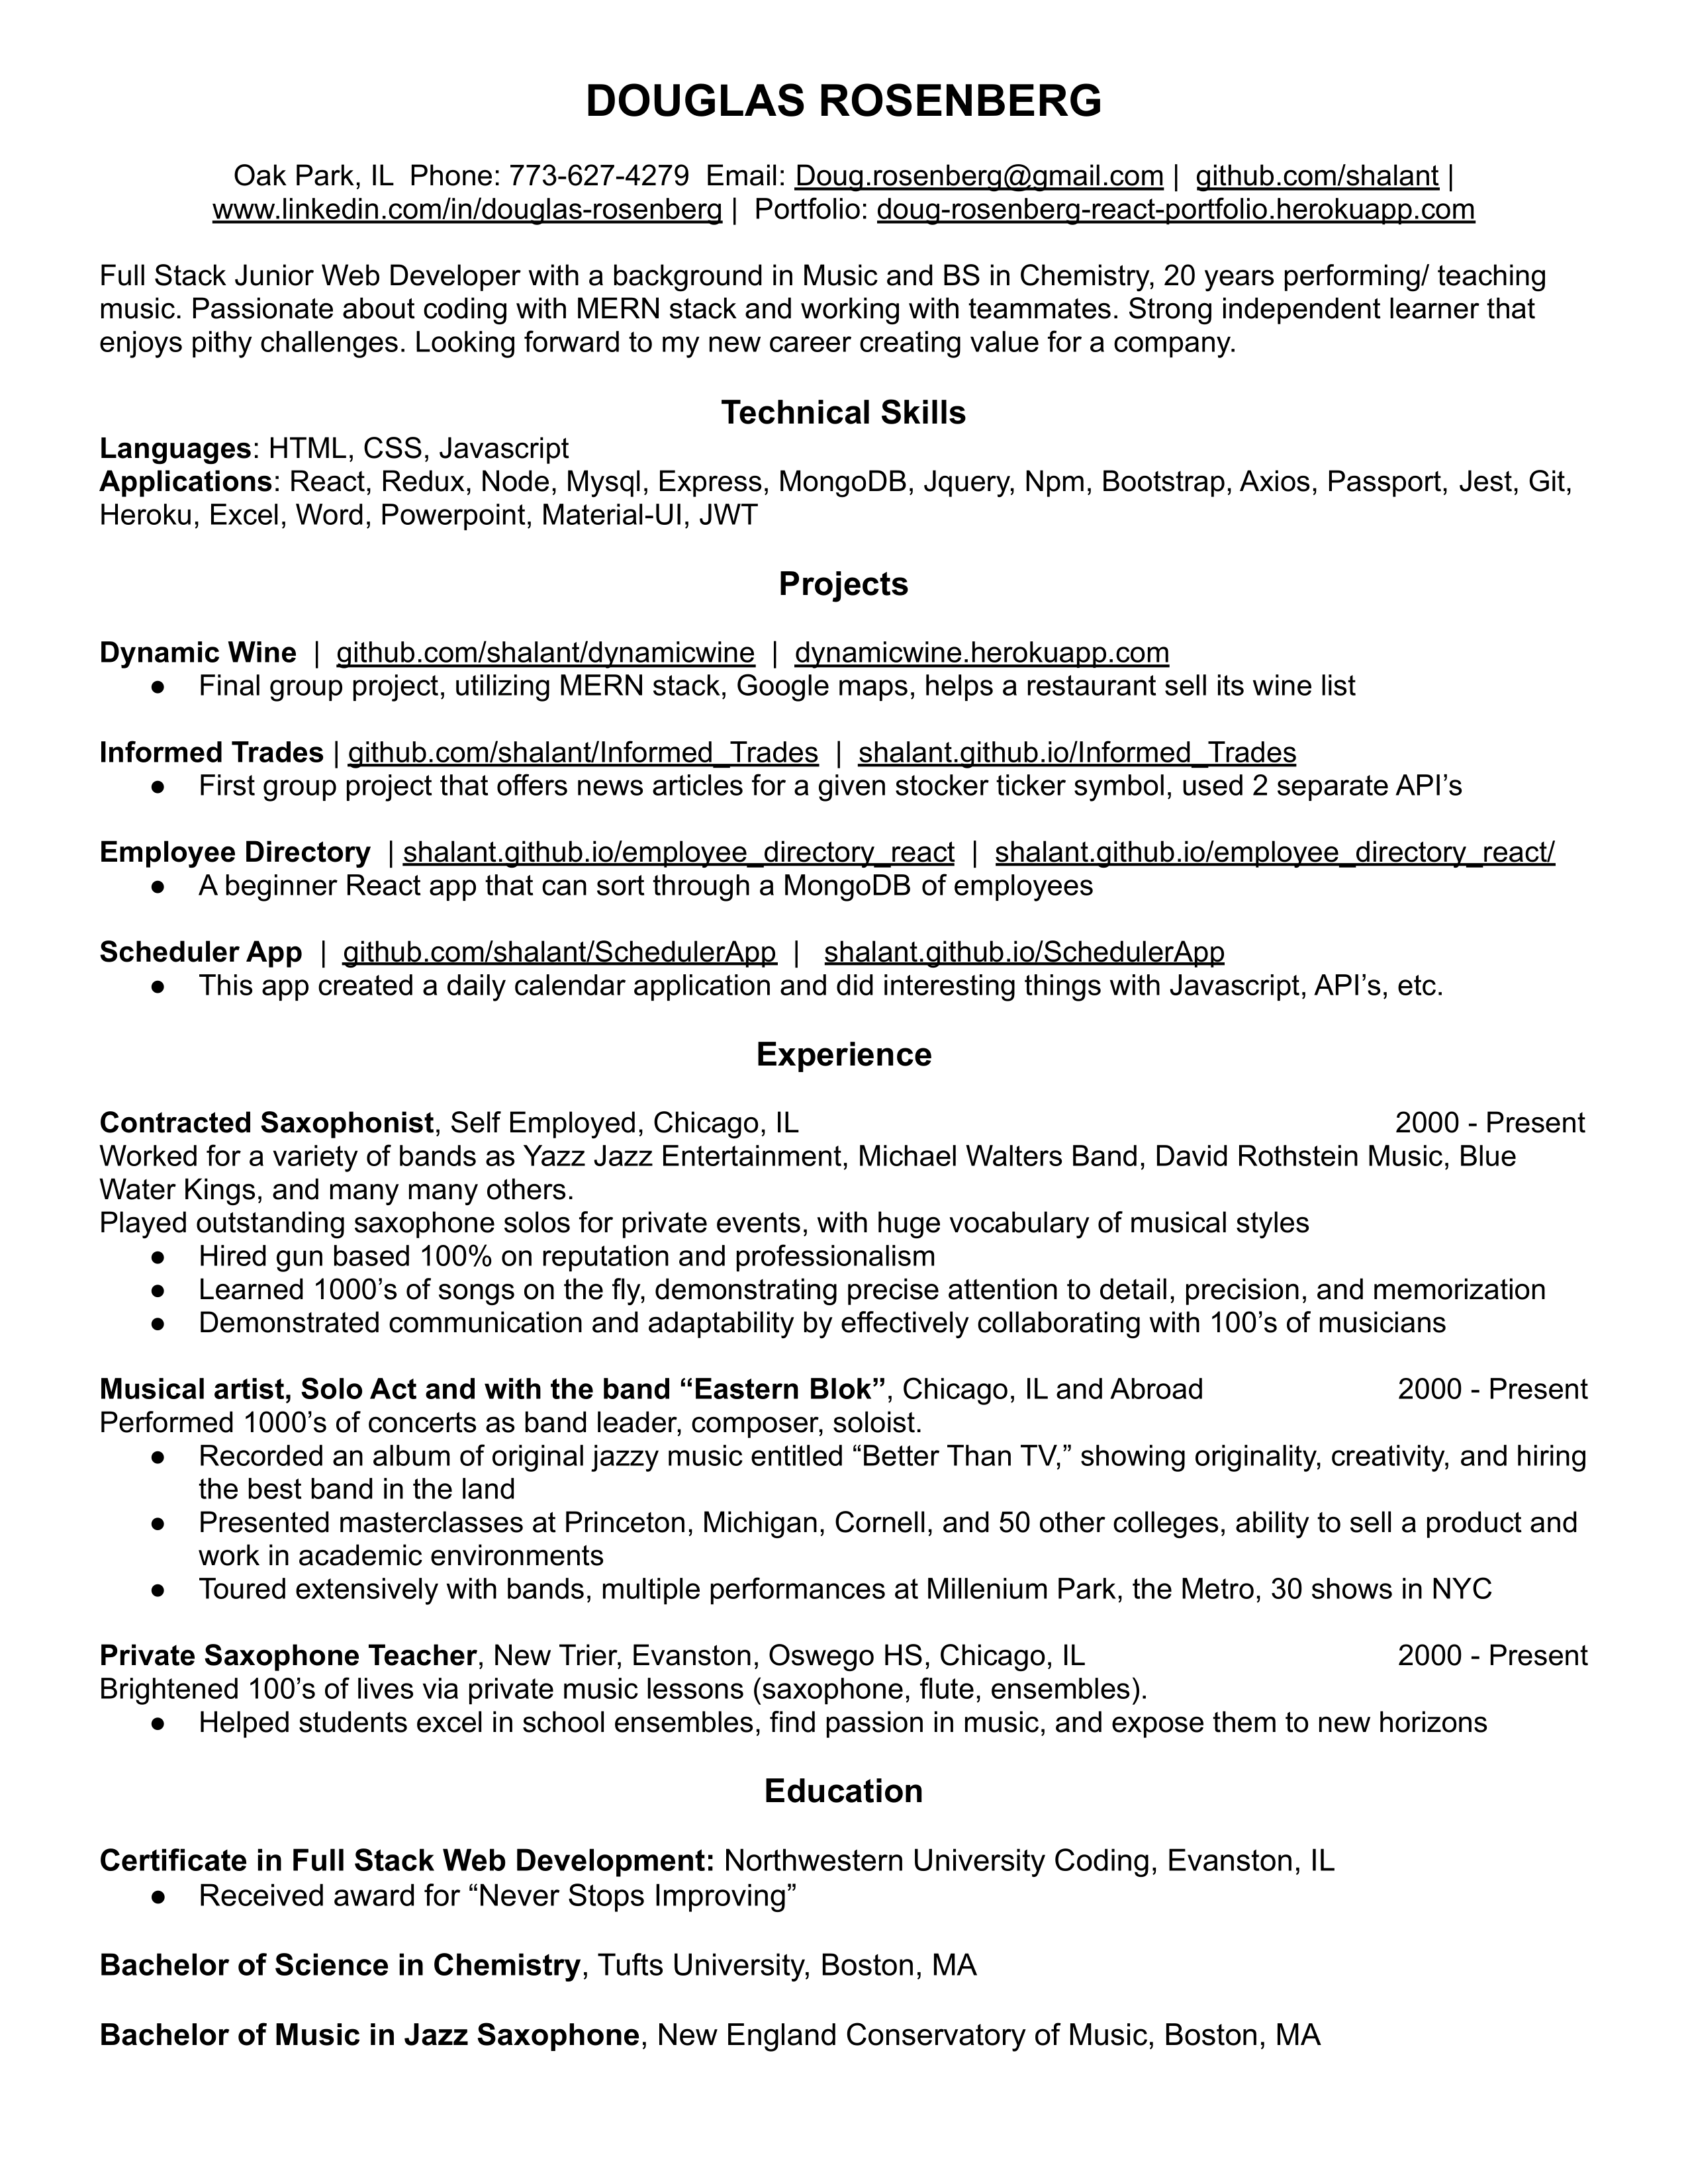 DOUGLAS ROSENBERG
Oak Park, IL  Phone: 773-627-4279  Email: Doug.rosenberg@gmail.com |  github.com/shalant |
www.linkedin.com/in/douglas-rosenberg |  Portfolio: doug-rosenberg-react-portfolio.herokuapp.com
Full Stack Junior Web Developer with a background in Music and BS in Chemistry, 20 years performing/ teaching
music. Passionate about coding with MERN stack and working with teammates. Strong independent learner that
enjoys pithy challenges. Looking forward to my new career creating value for a company.
Technical Skills
Languages: HTML, CSS, Javascript
Applications: React, Redux, Node, Mysql, Express, MongoDB, Jquery, Npm, Bootstrap, Axios, Passport, Jest, Git,
Heroku, Excel, Word, Powerpoint, Material-UI, JWT
Projects
Dynamic Wine  |  github.com/shalant/dynamicwine  |  dynamicwine.herokuapp.com
● Final group project, utilizing MERN stack, Google maps, helps a restaurant sell its wine list
Informed Trades | github.com/shalant/Informed_Trades  |  shalant.github.io/Informed_Trades
● First group project that offers news articles for a given stocker ticker symbol, used 2 separate API’s
Employee Directory  | shalant.github.io/employee_directory_react  |  shalant.github.io/employee_directory_react/
● A beginner React app that can sort through a MongoDB of employees
Scheduler App  |  github.com/shalant/SchedulerApp  |   shalant.github.io/SchedulerApp
● This app created a daily calendar application and did interesting things with Javascript, API’s, etc.
Experience
Contracted Saxophonist, Self Employed, Chicago, IL 2000 - Present
Worked for a variety of bands as Yazz Jazz Entertainment, Michael Walters Band, David Rothstein Music, Blue
Water Kings, and many many others.
Played outstanding saxophone solos for private events, with huge vocabulary of musical styles
● Hired gun based 100% on reputation and professionalism
● Learned 1000’s of songs on the fly, demonstrating precise attention to detail, precision, and memorization
● Demonstrated communication and adaptability by effectively collaborating with 100’s of musicians
Musical artist, Solo Act and with the band “Eastern Blok”, Chicago, IL and Abroad 2000 - Present
Performed 1000’s of concerts as band leader, composer, soloist.
● Recorded an album of original jazzy music entitled “Better Than TV,” showing originality, creativity, and hiring
the best band in the land
● Presented masterclasses at Princeton, Michigan, Cornell, and 50 other colleges, ability to sell a product and
work in academic environments
● Toured extensively with bands, multiple performances at Millenium Park, the Metro, 30 shows in NYC
Private Saxophone Teacher, New Trier, Evanston, Oswego HS, Chicago, IL 2000 - Present
Brightened 100’s of lives via private music lessons (saxophone, flute, ensembles).
● Helped students excel in school ensembles, find passion in music, and expose them to new horizons
Education
Certificate in Full Stack Web Development: Northwestern University Coding, Evanston, IL
● Received award for “Never Stops Improving”
Bachelor of Science in Chemistry, Tufts University, Boston, MA
Bachelor of Music in Jazz Saxophone, New England Conservatory of Music, Boston, MA